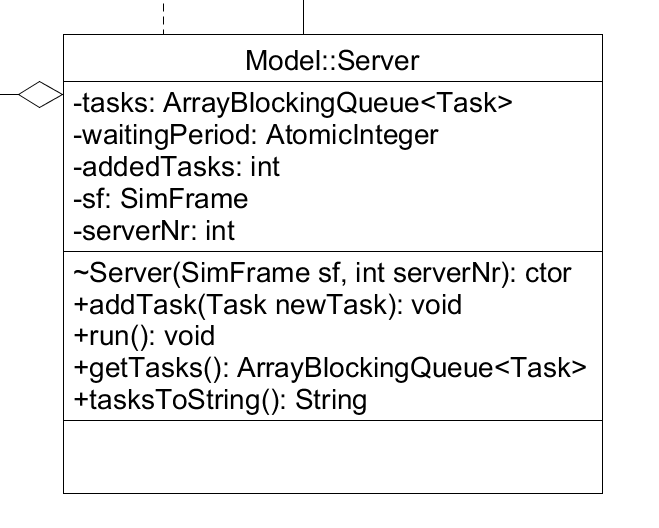 Model::Server
-tasks: ArrayBlockingQueue<Task>
-waitingPeriod: AtomicInteger
-addedTasks: int
-sf: SimFrame
-serverNr: int
~Server(SimFrame sf, int serverNr): ctor
+addTask(Task newTask): void
+run(): void
+getTasks(): ArrayBlockingQueue<Task>
+tasksToString(): String